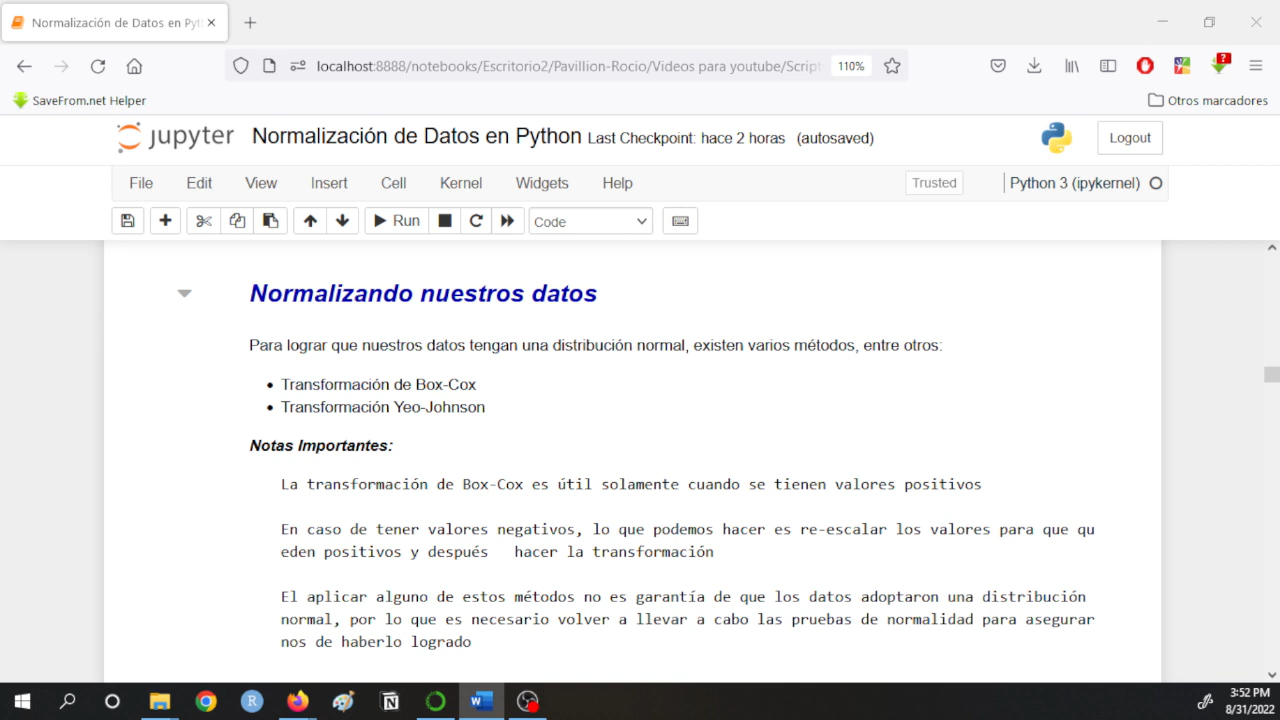 Normalización de Datos en Pyt
localhost:8888/notebooks/Escritorio2/Pavillion-Rocio/Videos para youtube/Script
110%
?
SaveFrom.net Helper
Otros marcadores
jupyter Normalización de Datos en Python Last Checkpoint: hace 2 horas (autosaved)
Logout
File Edit View Insert Cell Kernel Widgets Help
Trusted
Python 3 (ipykernel)
Run
Code
Normalizando nuestros datos
Para lograr que nuestros datos tengan una distribución normal, existen varios métodos, entre otros:
• Transformación de Box-Cox
• Transformación Yeo-Johnson
Notas Importantes:
La transformación de Box-Cox es útil solamente cuando se tienen valores positivos
En caso de tener valores negativos, lo que podemos hacer es re-escalar los valores para que qu
eden positivos y después   hacer la transformación
El aplicar alguno de estos métodos no es garantía de que los datos adoptaron una distribución
normal, por lo que es necesario volver a llevar a cabo las pruebas de normalidad para asegurar
nos de haberlo logrado
R
N
W
3:52 PM
8/31/2022